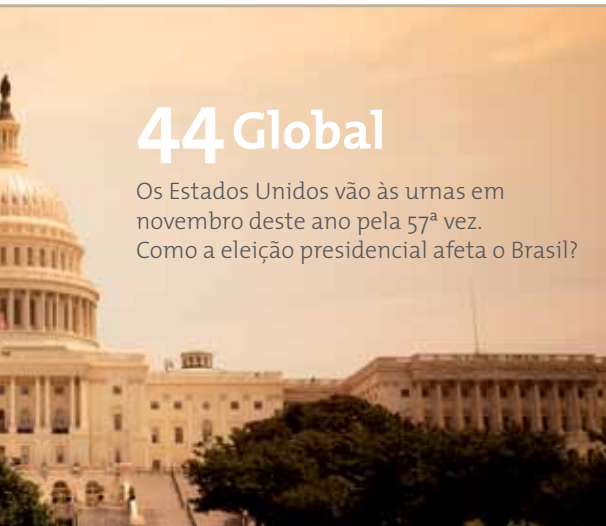 44 Global
Os Estados Unidos vão às urnas em
novembro deste ano pela 57ª vez.
Como a eleição presidencial afeta o Brasil?